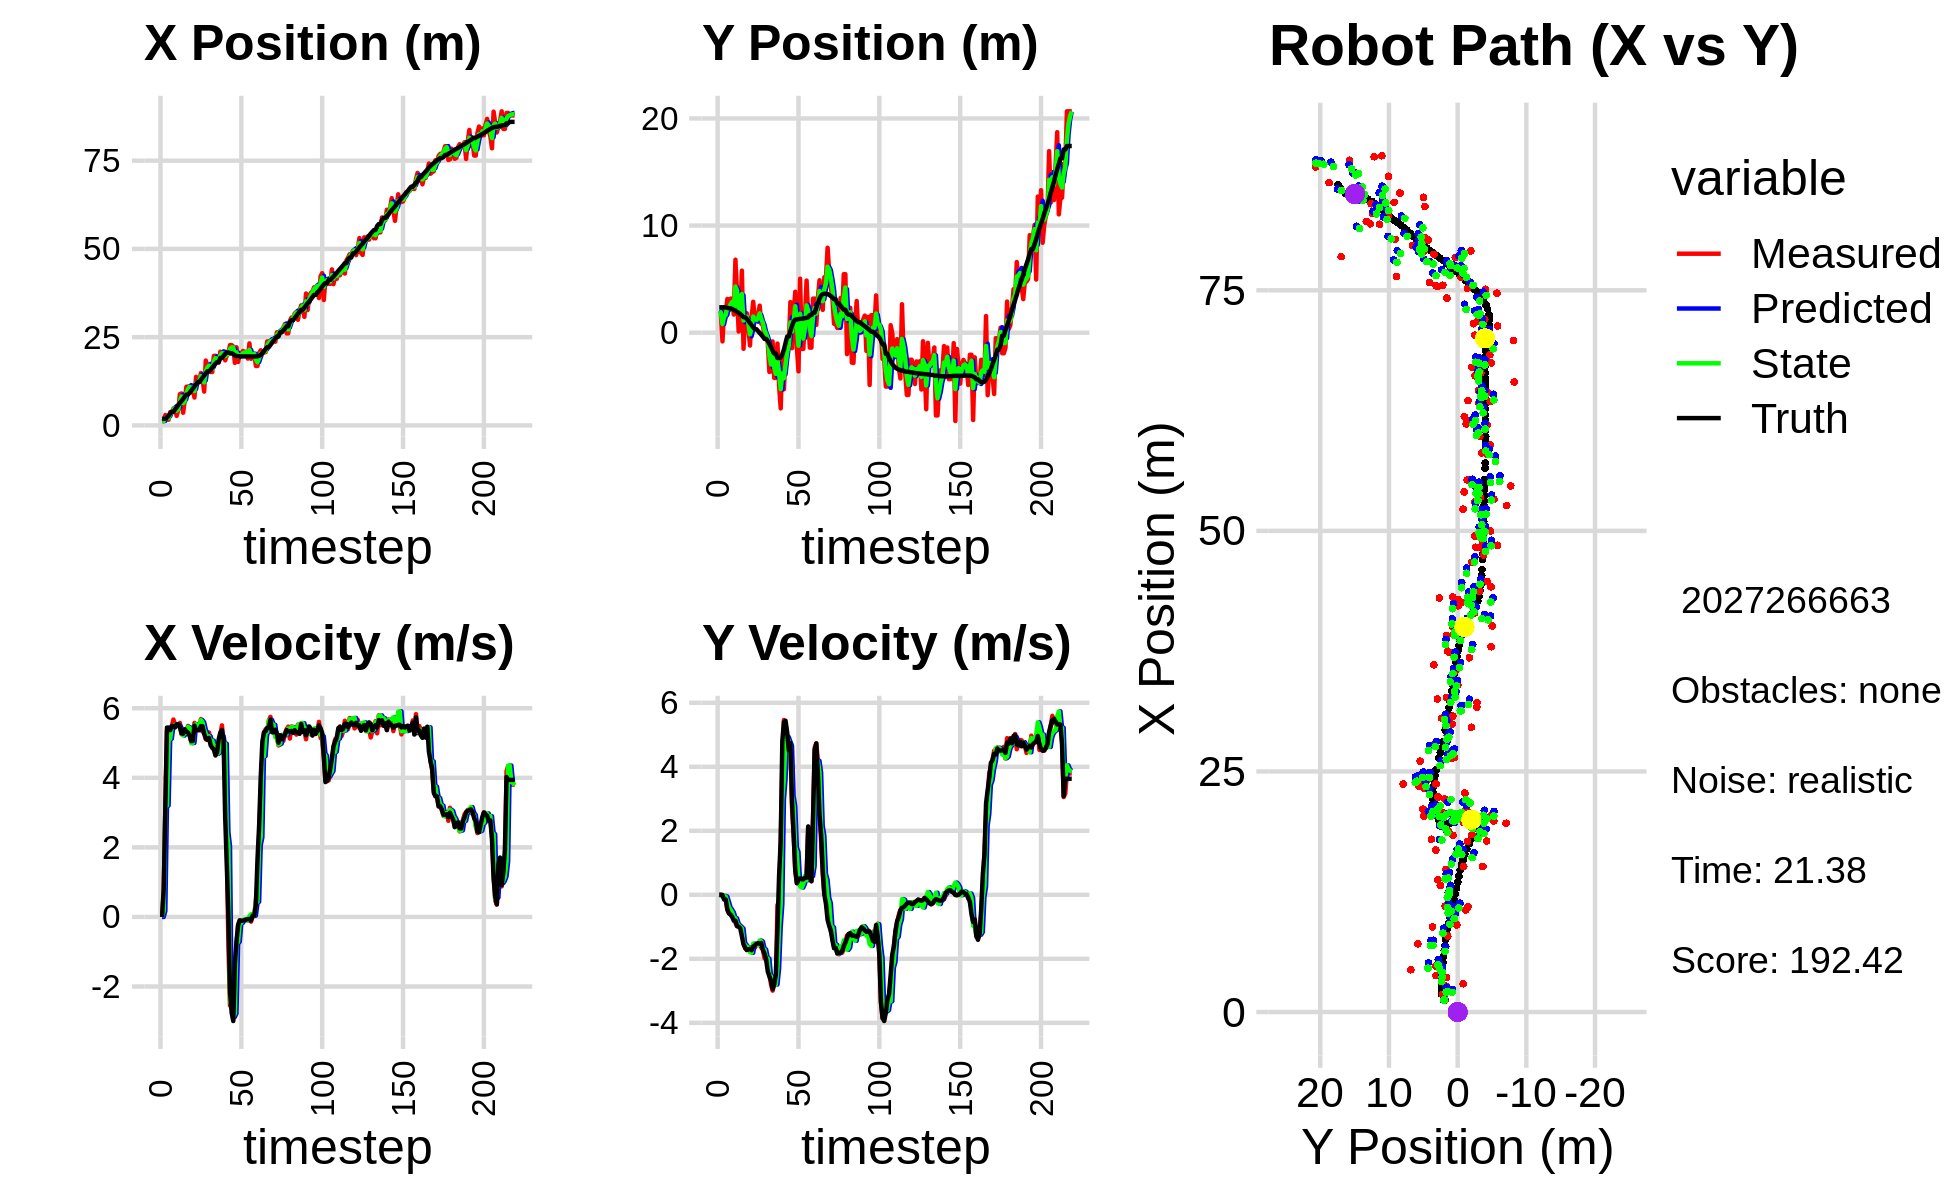 X Position (m)
75
50
25
0
0 50 100 150 200
timestep
Y Position (m)
20
10
0
0 50 100 150 200
timestep
X Velocity (m/s)
6
4
2
0
-2
0 50 100 150 200
timestep
Y Velocity (m/s)
6
4
2
0
-2
-4
0 50 100 150 200
timestep
Robot Path (X vs Y)
X Position (m)
75
50
25
0
20 10 0 -10 -20
Y Position (m)
variable
Measured
Predicted
State
Truth
2027266663
Obstacles: none
Noise: realistic
Time: 21.38
Score: 192.42